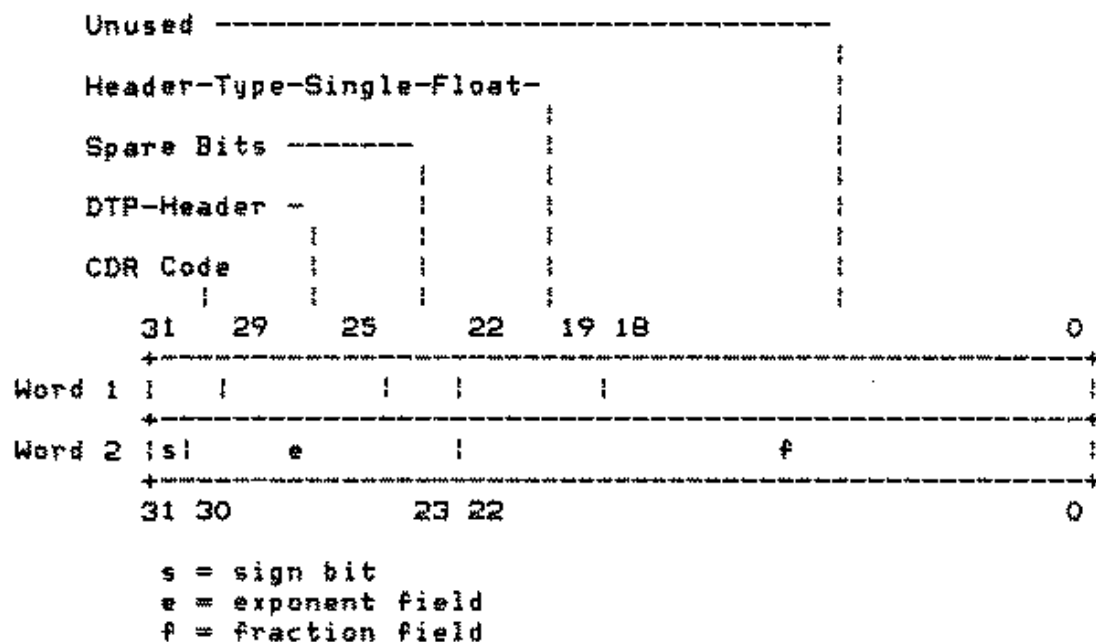 Unused ----------------------------------
Header-Type-Single-Float-
Spare Bits -------
DTP-Header -
CDR Code
31 29 25 22 19 18 0
Word 1
Word 2 |s| e | f |
31 30 23 22 0
s = sign bit
e = exponent field
f = fraction field